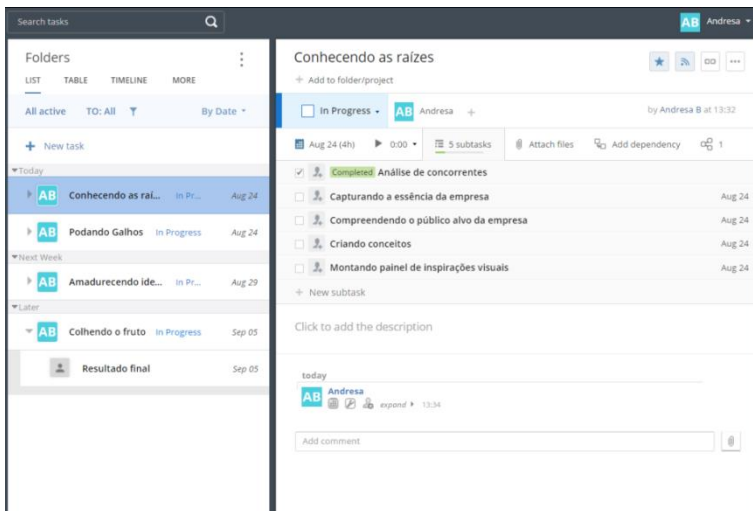 Search tasks
AB Andresa
Folders
LIST TABLE TIMELINE MORE
All active TO: All By Date
+ New task
Today
AB Conhecendo as raí... In Pr... Aug 24
AB Podando Galhos In Progress Aug 24
Next Week
AB Amadurecendo ide... In Pr... Aug 29
Later
AB Colhendo o fruto In Progress Sep 05
Resultado final Sep 05
Conhecendo as raízes
+ Add to folder/project
In Progress AB Andresa + by Andresa B at 13:32
Aug 24 (4h) 0:00 5 subtasks Attach files Add dependency 1
Completed Análise de concorrentes
Capturando a essência da empresa Aug 24
Compreendendo o público alvo da empresa Aug 24
Criando conceitos Aug 24
Montando painel de inspirações visuais Aug 24
+ New subtask
Click to add the description
today
AB Andresa
expand 13:34
Add comment